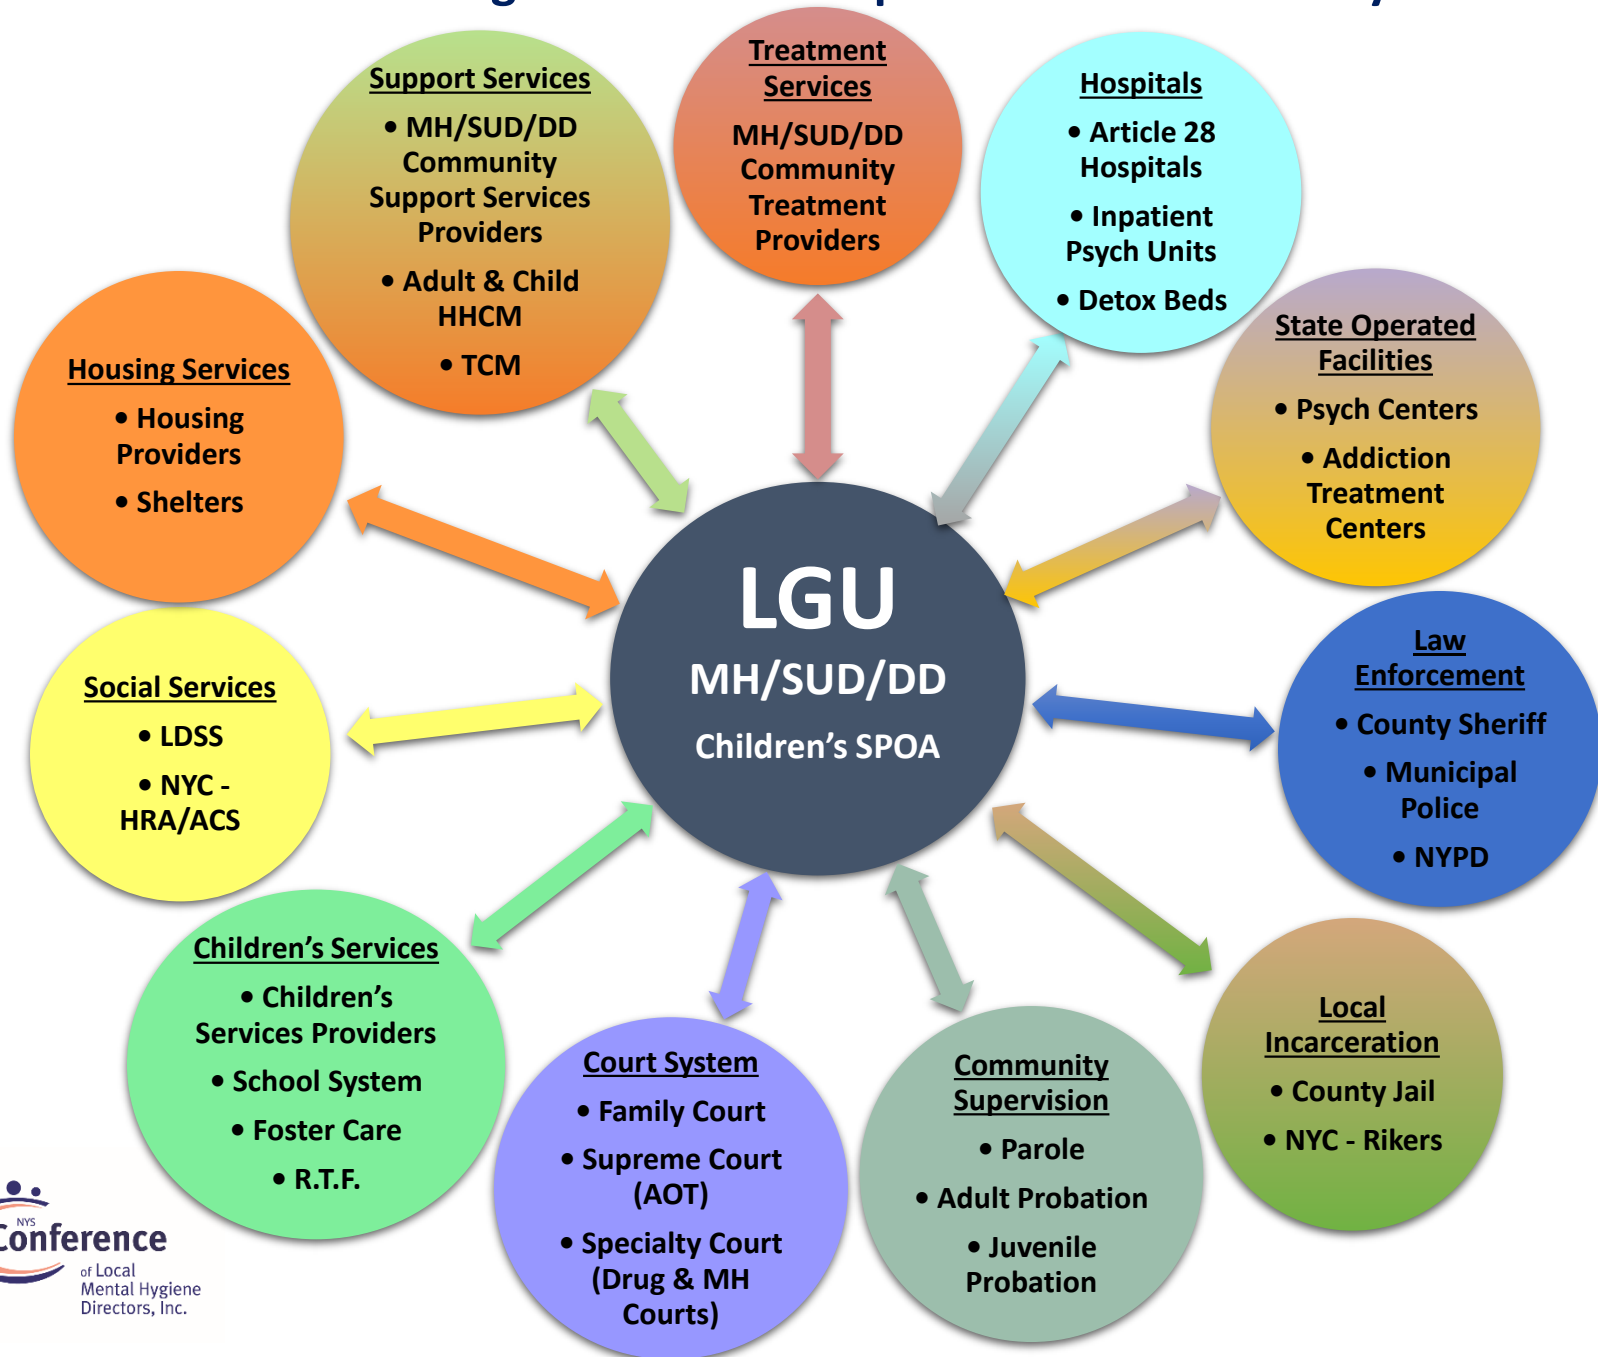 Support Services
• MH/SUD/DD
Community
Support Services
Providers
• Adult & Child
HHCM
• TCM
Treatment
Services
MH/SUD/DD
Community
Treatment
Providers
Hospitals
• Article 28
Hospitals
• Inpatient
Psych Units
• Detox Beds
State Operated
Facilities
• Psych Centers
• Addiction
Treatment
Centers
Housing Services
• Housing
Providers
• Shelters
LGU
MH/SUD/DD
Children’s SPOA
Law
Enforcement
• County Sheriff
• Municipal
Police
• NYPD
Social Services
• LDSS
• NYC -
HRA/ACS
Children’s Services
• Children’s
Services Providers
• School System
• Foster Care
• R.T.F.
Court System
• Family Court
• Supreme Court
(AOT)
• Specialty Court
(Drug & MH
Courts)
Community
Supervision
• Parole
• Adult Probation
• Juvenile
Probation
Local
Incarceration
• County Jail
• NYC - Rikers
NYS
Conference
of Local
Mental Hygiene
Directors, Inc.